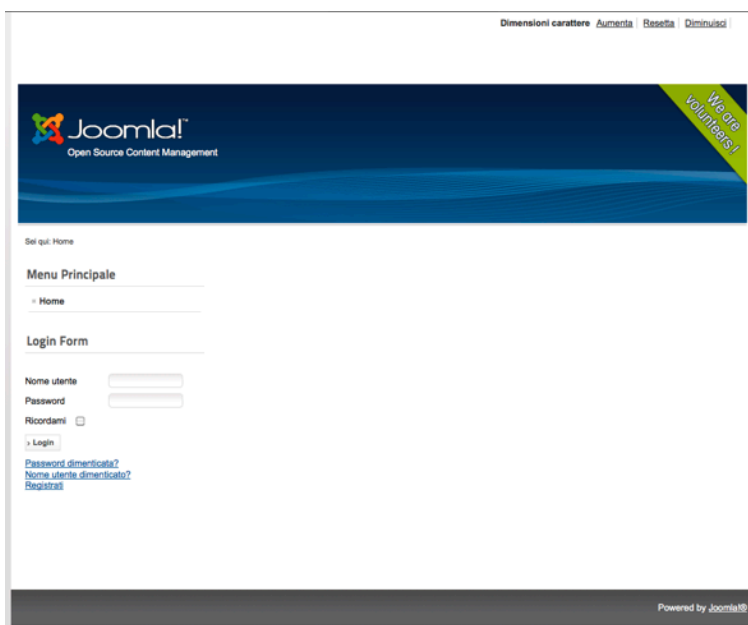 Dimensioni carattere Aumenta Resetta Diminuisci
We are
volunteers!
Joomla!™
Open Source Content Management
Sei qui: Home
Menu Principale
Home
Login Form
Nome utente
Password
Ricordami
› Login
Password dimenticata?
Nome utente dimenticato?
Registrati
Powered by Joomla!®